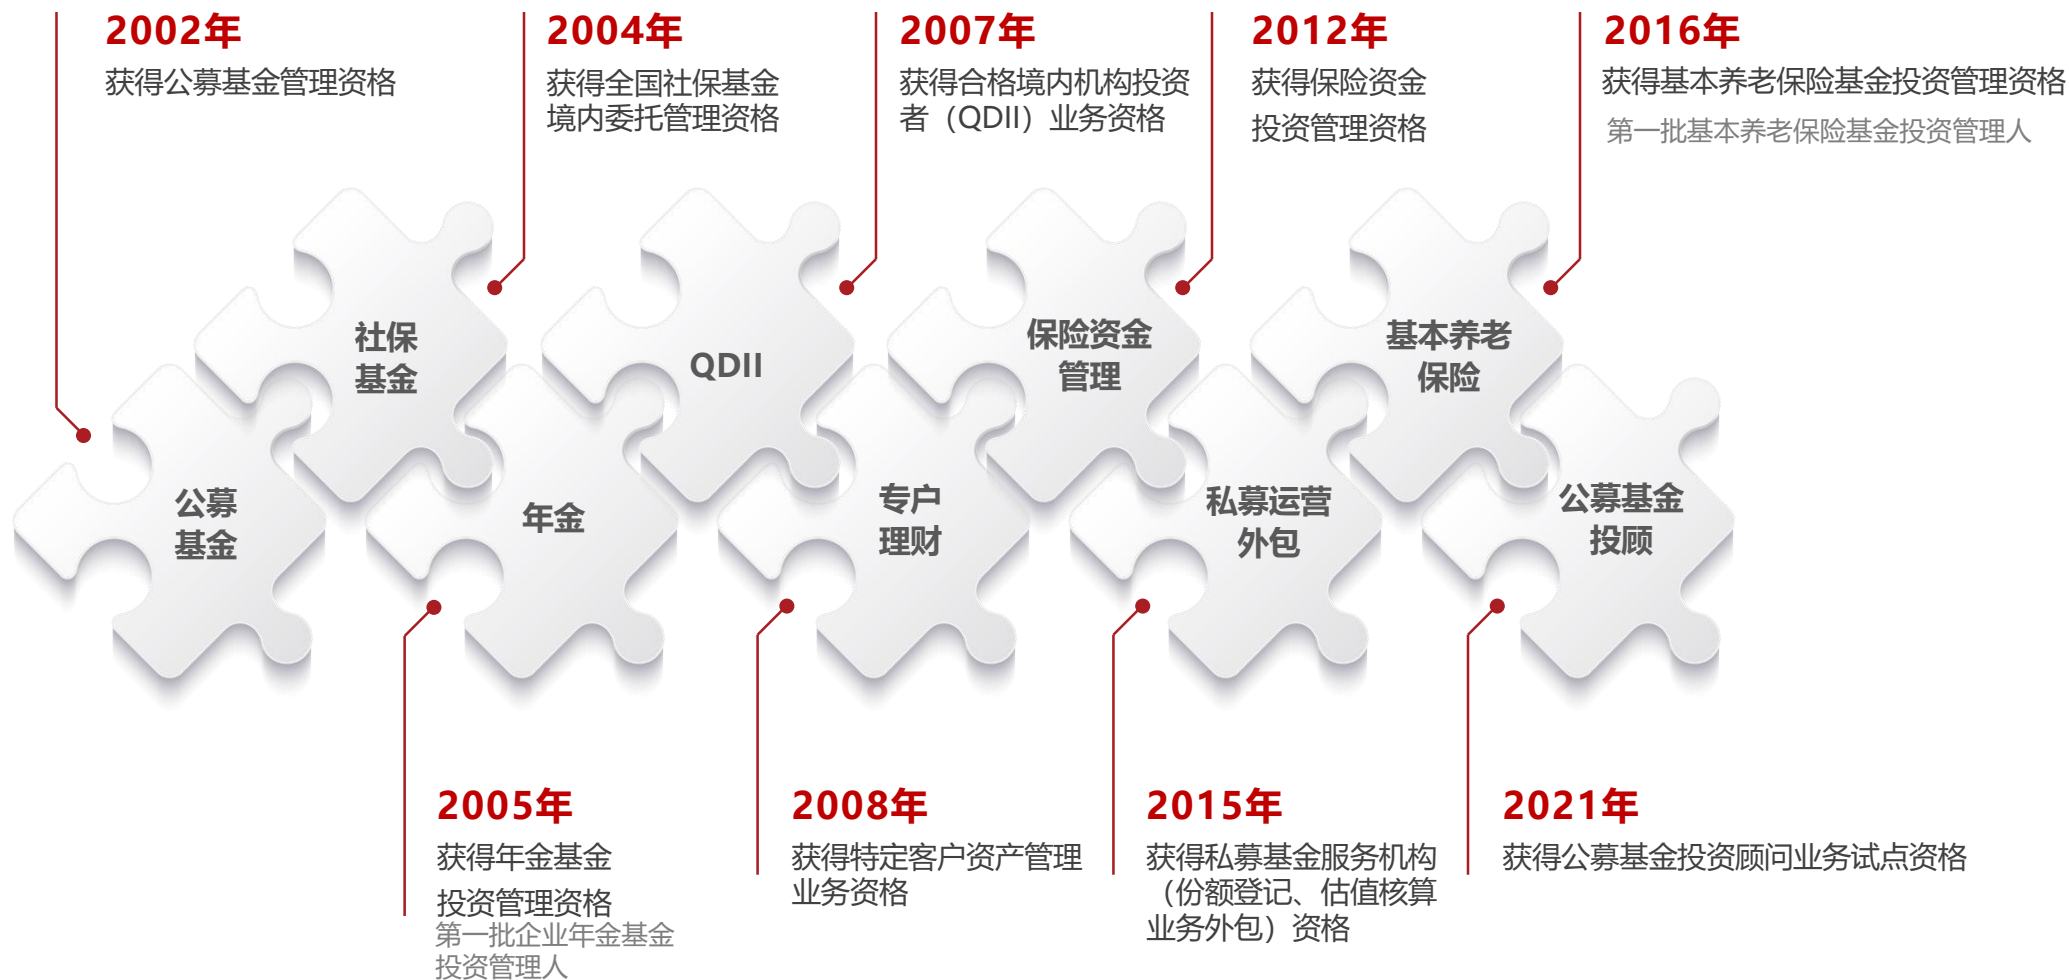 2002年
获得公募基金管理资格
2004年
获得全国社保基金
境内委托管理资格
2007年
获得合格境内机构投资
者（QDII）业务资格
2012年
获得保险资金
投资管理资格
2016年
获得基本养老保险基金投资管理资格
第一批基本养老保险基金投资管理人
公募
基金
社保
基金
年金
QDII
专户
理财
保险资金
管理
私募运营
外包
基本养老
保险
公募基金
投顾
2005年
获得年金基金
投资管理资格
第一批企业年金基金
投资管理人
2008年
获得特定客户资产管理
业务资格
2015年
获得私募基金服务机构
（份额登记、估值核算
业务外包）资格
2021年
获得公募基金投资顾问业务试点资格